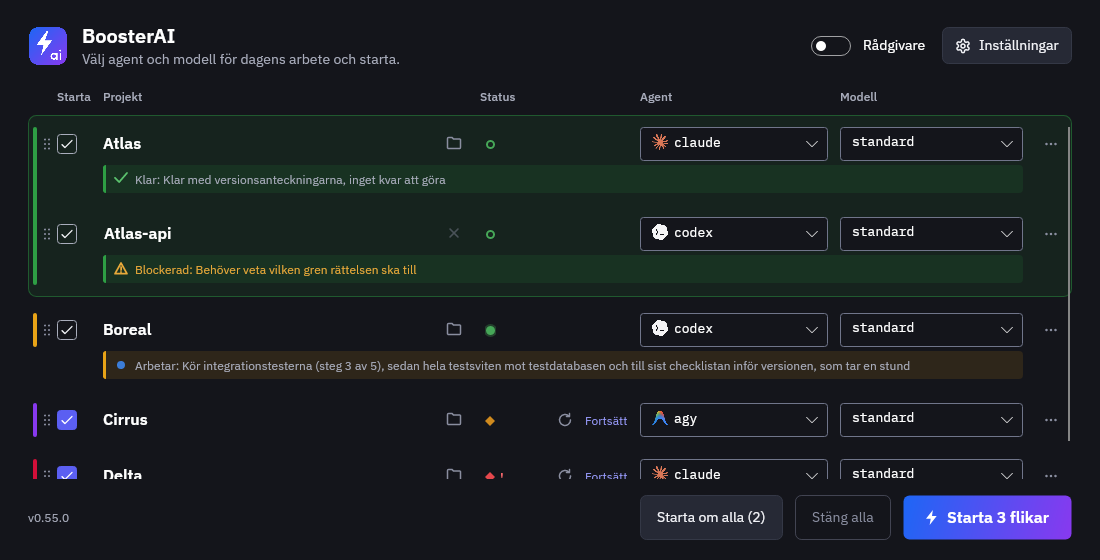 ai
BoosterAI
Välj agent och modell för dagens arbete och starta.
Rådgivare
Inställningar
Starta Projekt Status Agent Modell
Atlas claude standard
Klar: Klar med versionsanteckningarna, inget kvar att göra
Atlas-api codex standard
Blockerad: Behöver veta vilken gren rättelsen ska till
Boreal codex standard
Arbetar: Kör integrationstesterna (steg 3 av 5), sedan hela testsviten mot testdatabasen och till sist checklistan inför versionen, som tar en stund
Cirrus Fortsätt agy standard
Delta ! Fortsätt claude standard
v0.55.0 Starta om alla (2) Stäng alla Starta 3 flikar